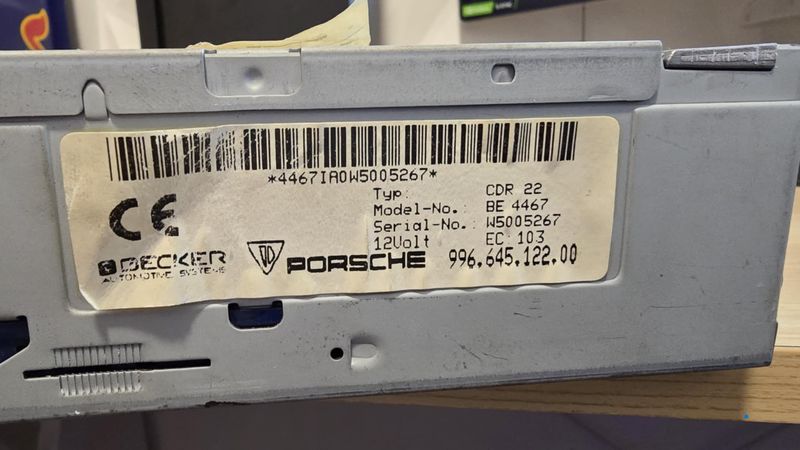 *4467IA0W5005267*
Typ: CDR 22
Model-No.: BE 4467
Serial-No.: W5005267
12Volt EC 103
CE
BECKER
AUTOMOTIVE SYSTEMS
PORSCHE 996.645.122.00